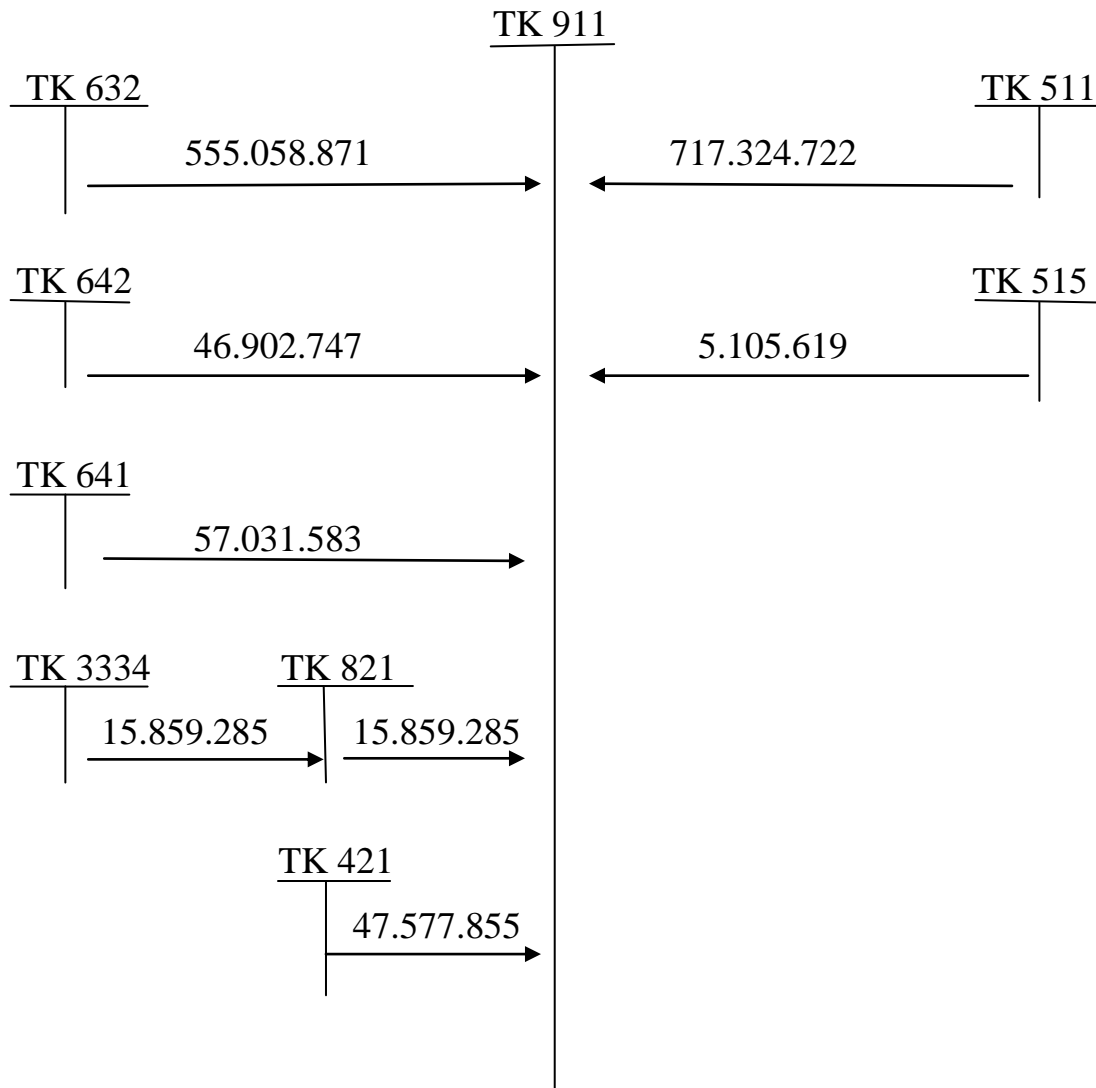 TK 911
TK 632
TK 511
555.058.871
717.324.722
TK 642
TK 515
46.902.747
5.105.619
TK 641
57.031.583
TK 3334
TK 821
15.859.285
15.859.285
TK 421
47.577.855